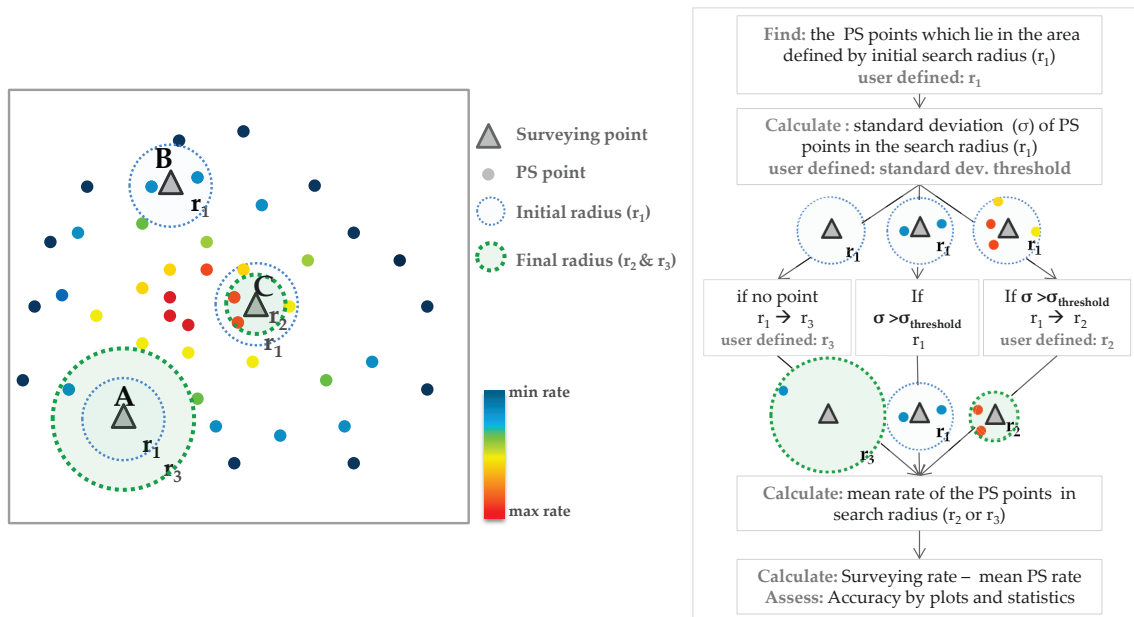 B
r₁
C
r₂
r₁
A
r₁
r₃
Surveying point
PS point
Initial radius (r₁)
Final radius (r₂ & r₃)
min rate
max rate
Find: the PS points which lie in the area
defined by initial search radius (r₁)
user defined: r₁
Calculate : standard deviation (σ) of PS
points in the search radius (r₁)
user defined: standard dev. threshold
r₁
r₁
r₁
if no point
r₁ → r₃
user defined: r₃
If
σ >σthreshold
r₁
If σ >σthreshold
r₁ → r₂
user defined: r₂
r₃
r₁
r₂
Calculate: mean rate of the PS points in
search radius (r₂ or r₃)
Calculate: Surveying rate – mean PS rate
Assess: Accuracy by plots and statistics